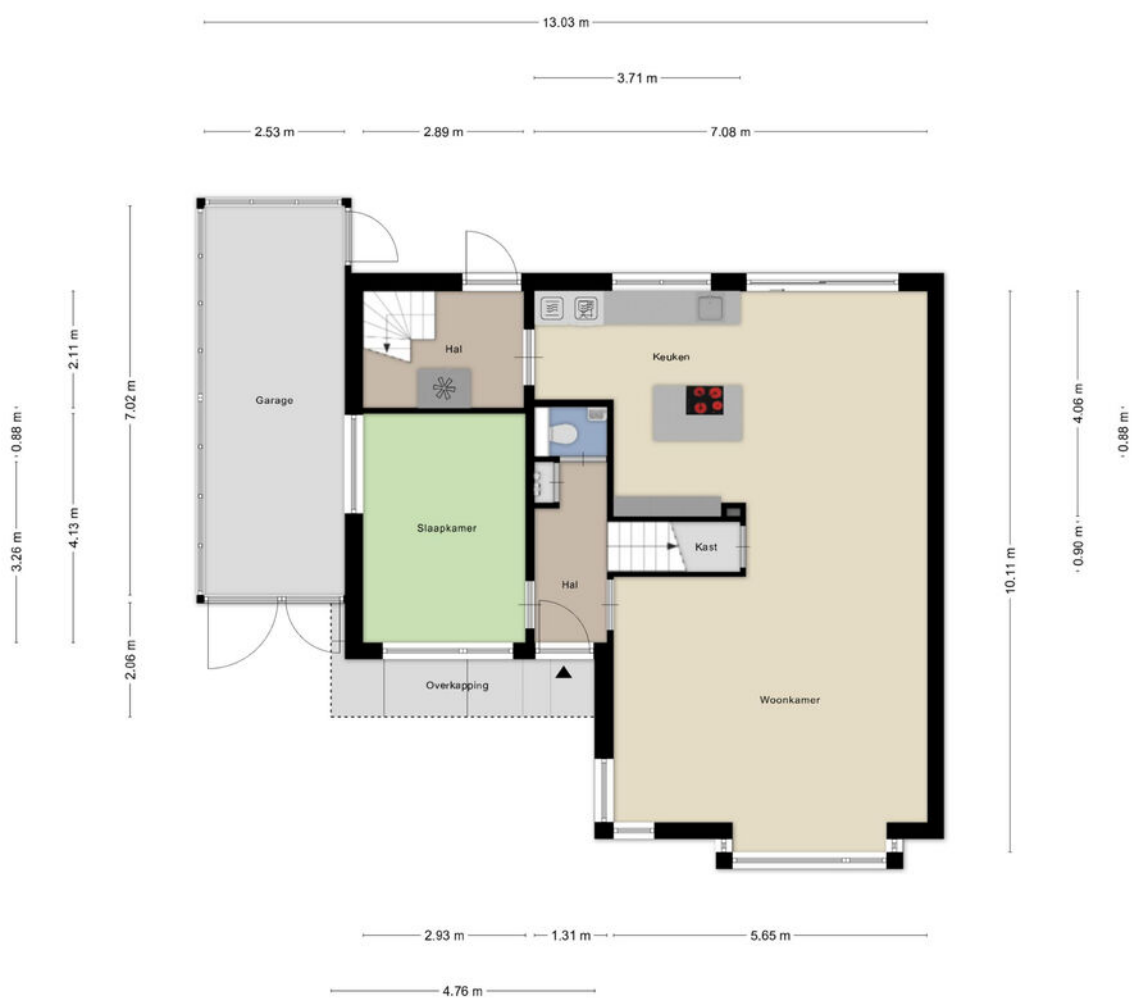 13.03 m
3.71 m
2.53 m
2.89 m
7.08 m
2.11 m
7.02 m
0.88 m
3.26 m
4.13 m
2.06 m
Hal
Keuken
Garage
Slaapkamer
Kast
Hal
Overkapping
Woonkamer
4.06 m
0.88 m
0.90 m
10.11 m
2.93 m
1.31 m
5.65 m
4.76 m